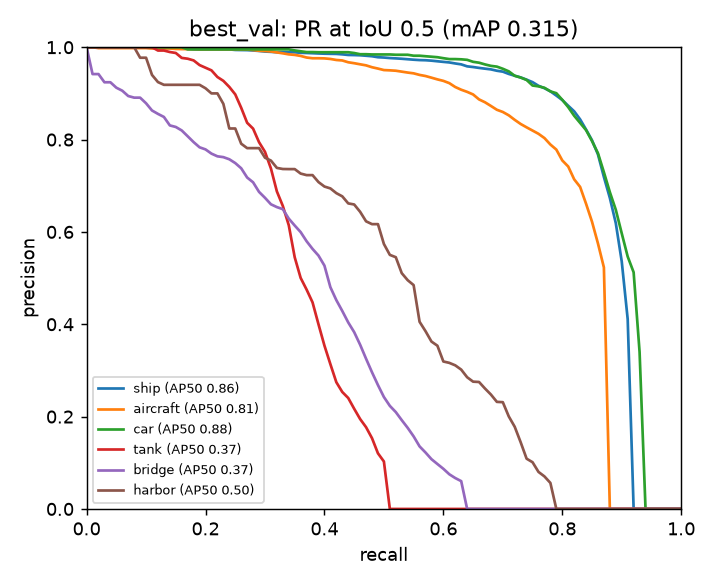 best_val: PR at IoU 0.5 (mAP 0.315)
precision
1.0
0.8
0.6
0.4
0.2
0.0
ship (AP50 0.86)
aircraft (AP50 0.81)
car (AP50 0.88)
tank (AP50 0.37)
bridge (AP50 0.37)
harbor (AP50 0.50)
0.0 0.2 0.4 0.6 0.8 1.0
recall